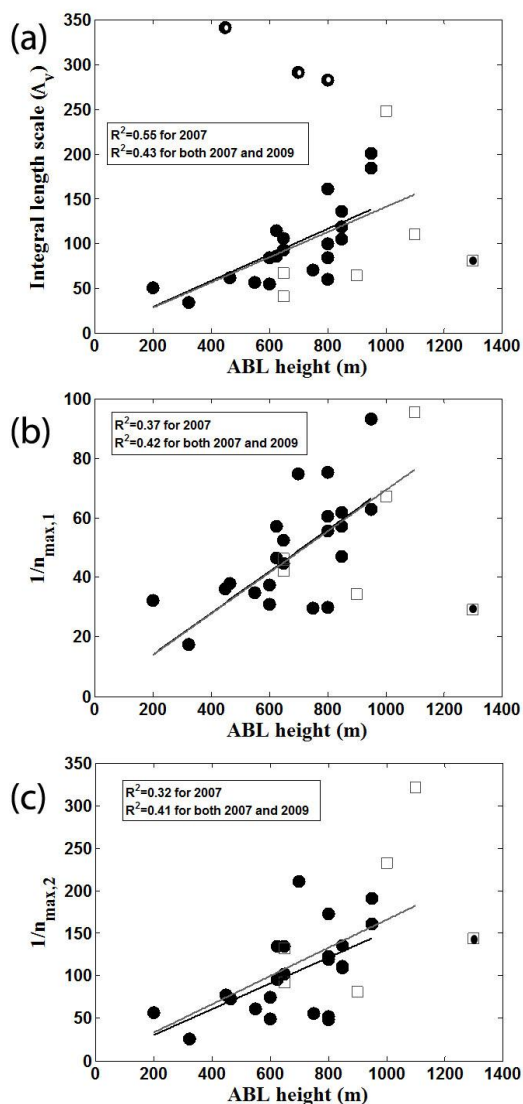 (a)
350
300
250
200
150
100
50
0
Integral length scale (Λv)
R2=0.55 for 2007
R2=0.43 for both 2007 and 2009
0 200 400 600 800 1000 1200 1400
ABL height (m)
(b)
100
80
60
40
20
0
1/nmax,1
R2=0.37 for 2007
R2=0.42 for both 2007 and 2009
0 200 400 600 800 1000 1200 1400
ABL height (m)
(c)
350
300
250
200
150
100
50
0
1/nmax,2
R2=0.32 for 2007
R2=0.41 for both 2007 and 2009
0 200 400 600 800 1000 1200 1400
ABL height (m)